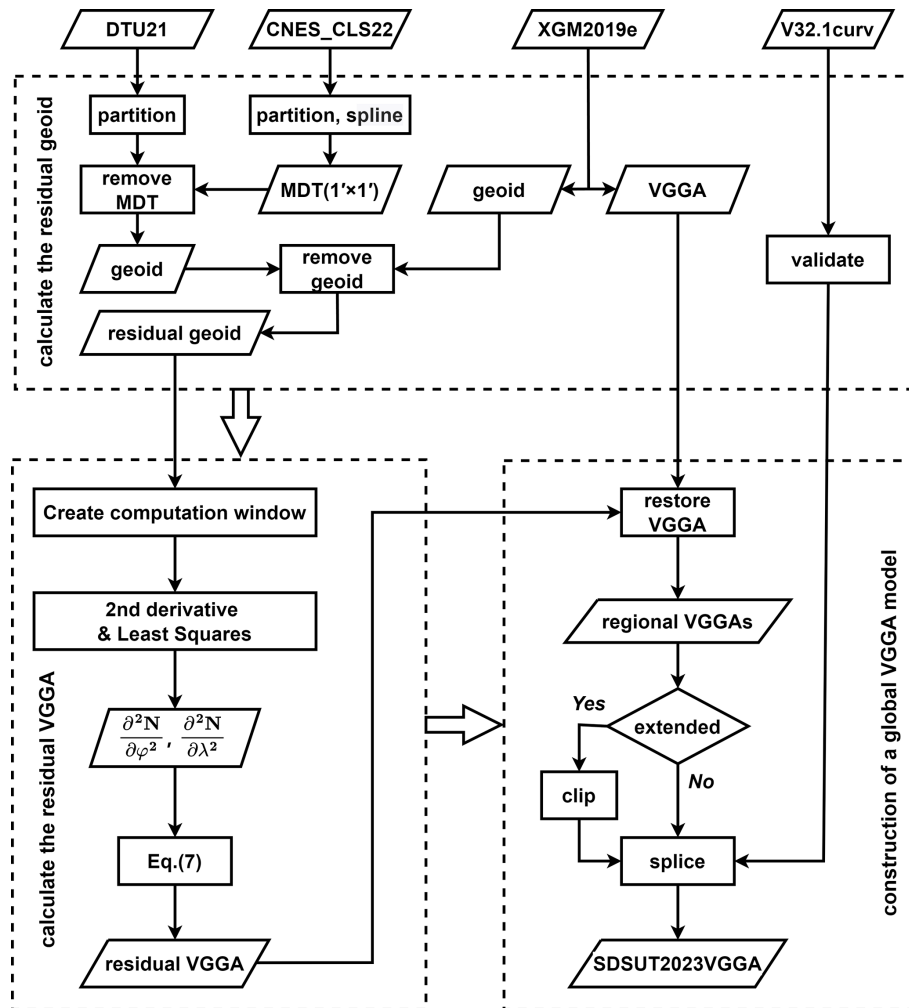 DTU21
CNES_CLS22
XGM2019e
V32.1curv
calculate the residual geoid
partition
partition, spline
remove
MDT
MDT(1′×1′)
geoid
VGGA
geoid
remove
geoid
validate
residual geoid
calculate the residual VGGA
Create computation window
2nd derivative
& Least Squares
∂²N/∂φ², ∂²N/∂λ²
Eq.(7)
residual VGGA
construction of a global VGGA model
restore
VGGA
regional VGGAs
Yes
extended
No
clip
splice
SDSUT2023VGGA